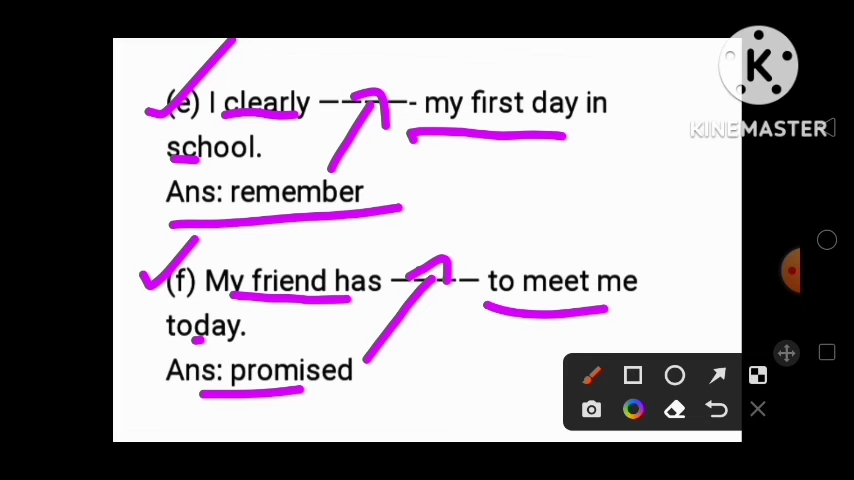 (e) I clearly ————- my first day in
school.
Ans: remember
(f) My friend has ———— to meet me
today.
Ans: promised
K
KINEMASTER